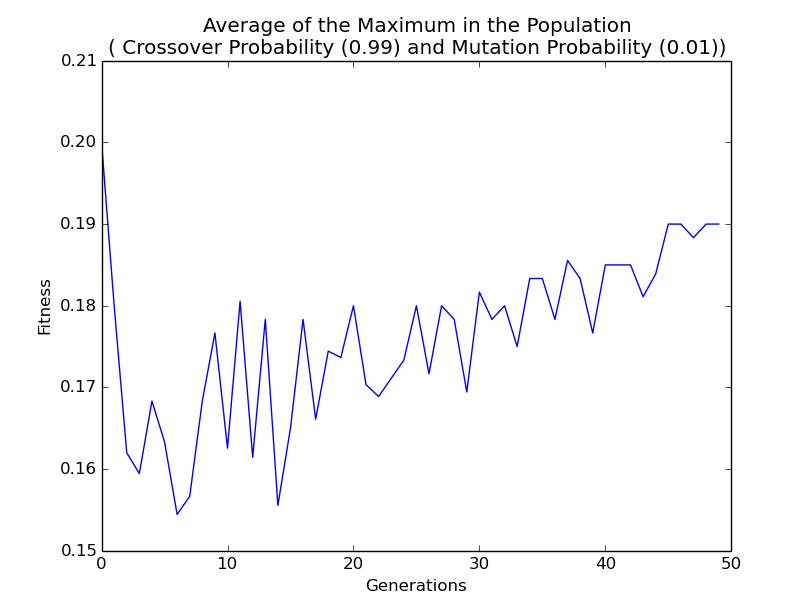 Average of the Maximum in the Population
( Crossover Probability (0.99) and Mutation Probability (0.01))
0.21
0.20
0.19
0.18
0.17
0.16
0.15
Fitness
0 10 20 30 40 50
Generations